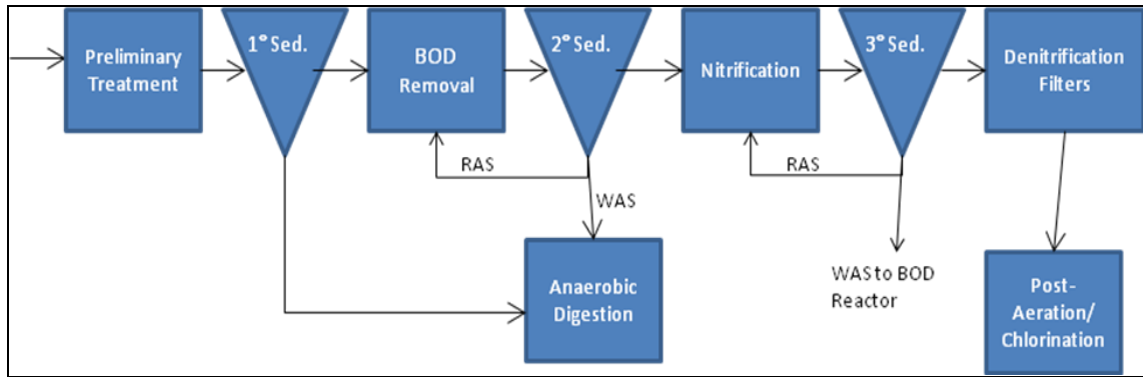 Preliminary
Treatment
1° Sed.
BOD
Removal
2° Sed.
Nitrification
3° Sed.
Denitrification
Filters
RAS
RAS
WAS
Anaerobic
Digestion
WAS to BOD
Reactor
Post-
Aeration/
Chlorination